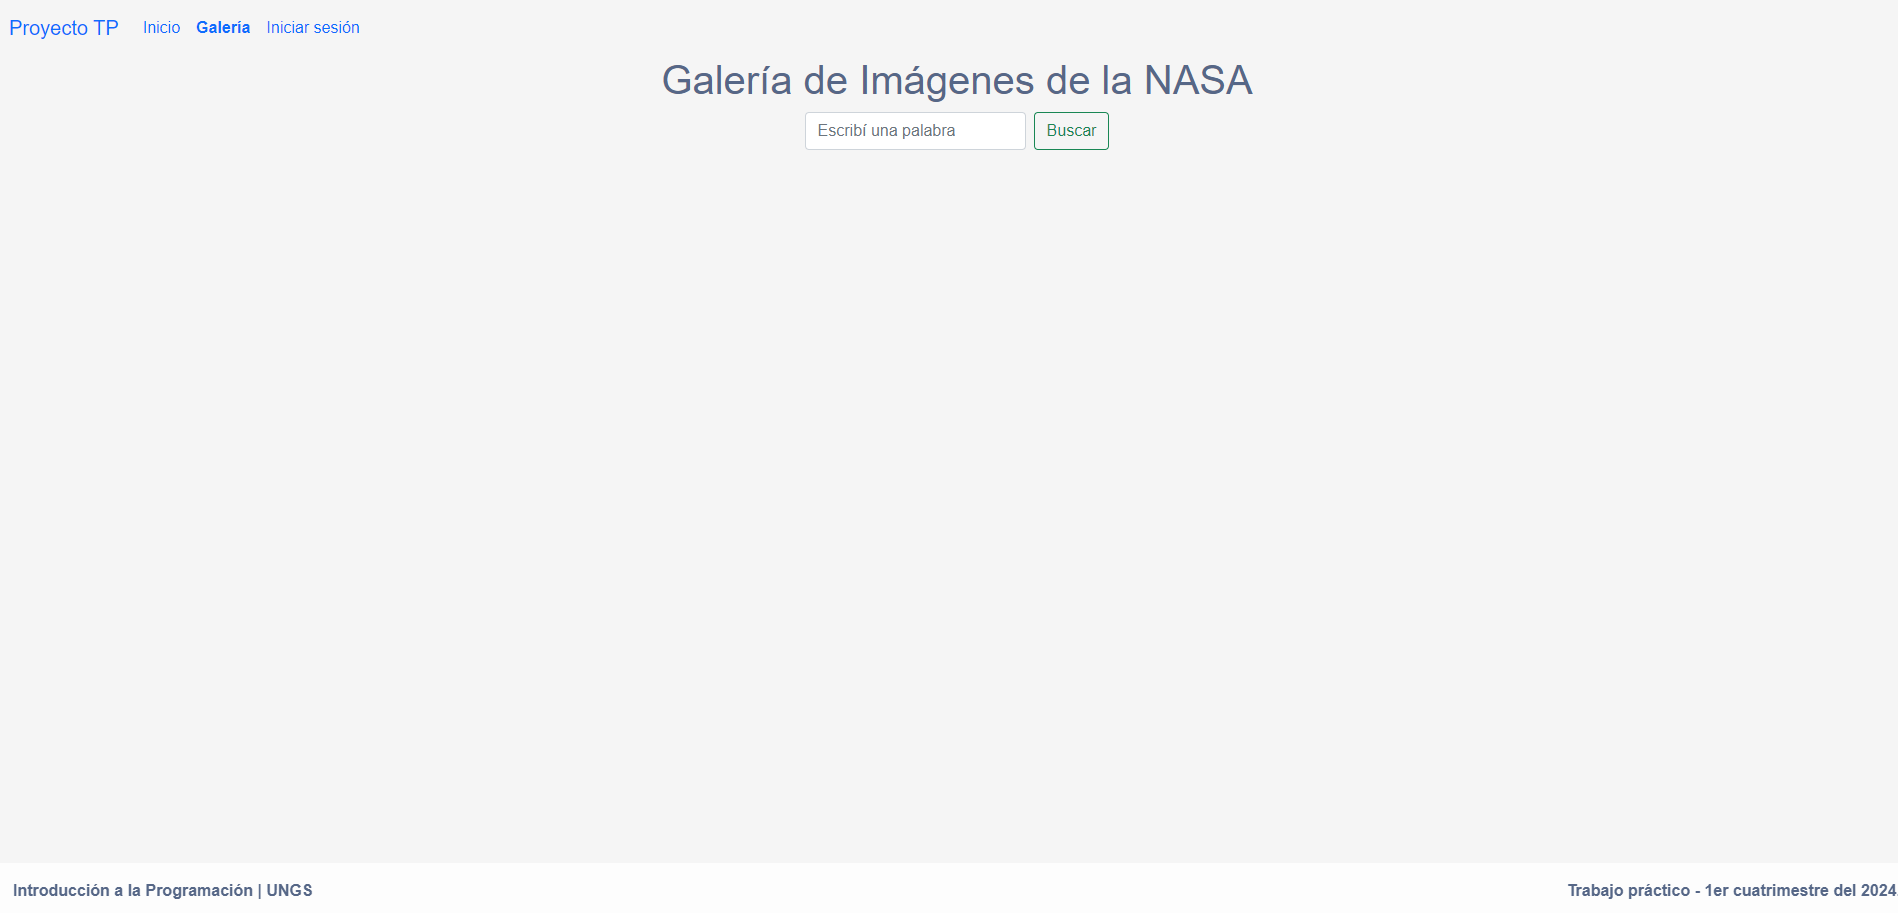 Proyecto TP Inicio Galería Iniciar sesión
Galería de Imágenes de la NASA
Escribí una palabra Buscar
Introducción a la Programación | UNGS Trabajo práctico - 1er cuatrimestre del 2024.